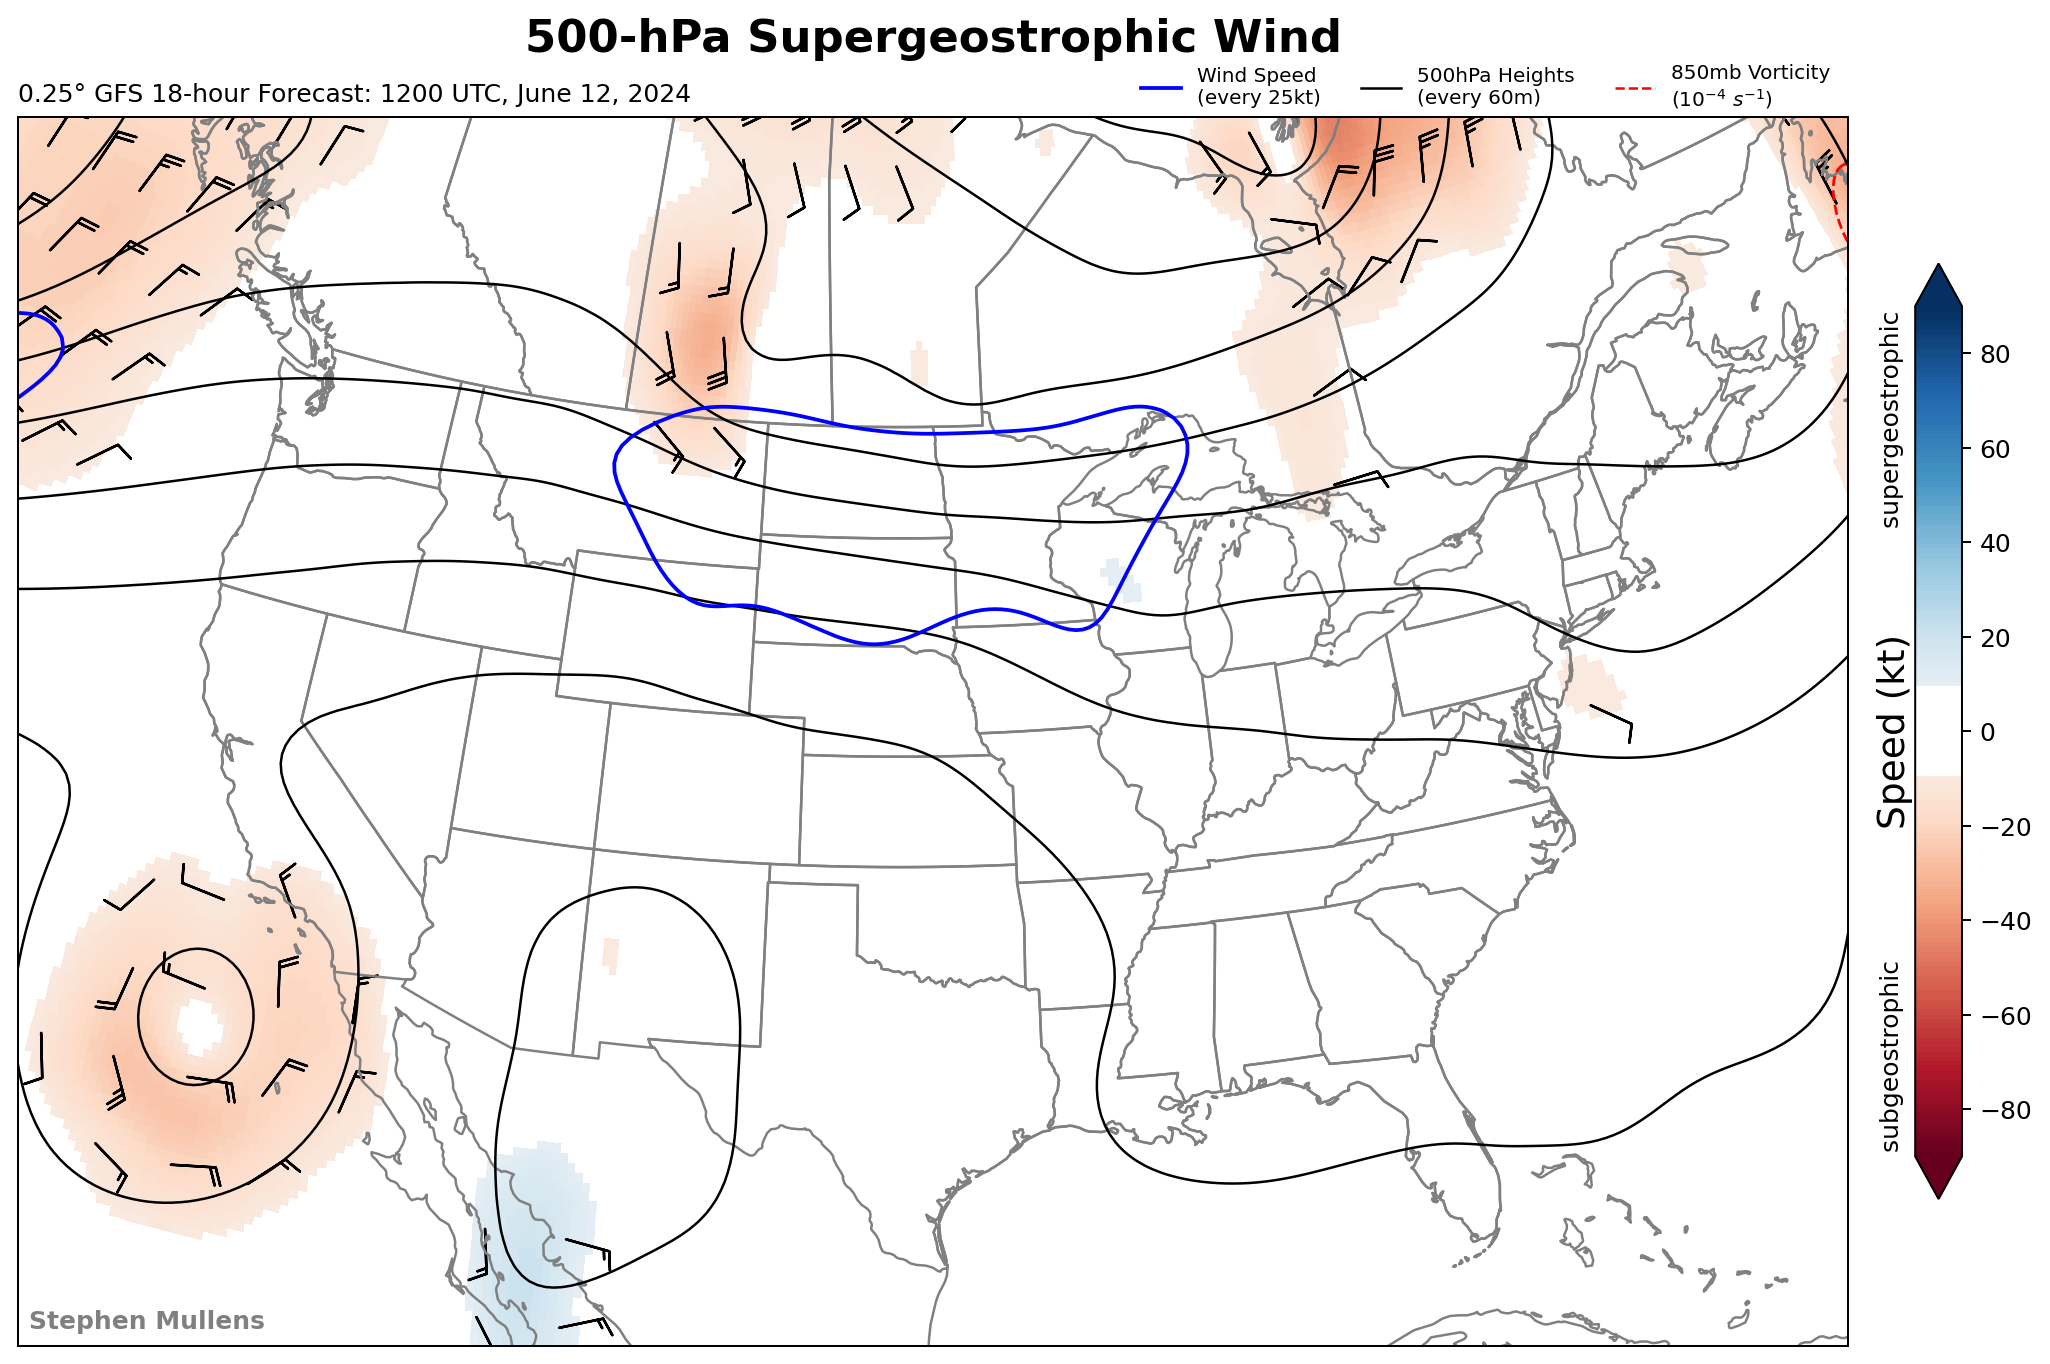 500-hPa Supergeostrophic Wind
0.25° GFS 18-hour Forecast: 1200 UTC, June 12, 2024
Wind Speed
(every 25kt)
500hPa Heights
(every 60m)
850mb Vorticity
(10⁻⁴ s⁻¹)
supergeostrophic
Speed (kt)
subgeostrophic
80
60
40
20
0
−20
−40
−60
−80
Stephen Mullens